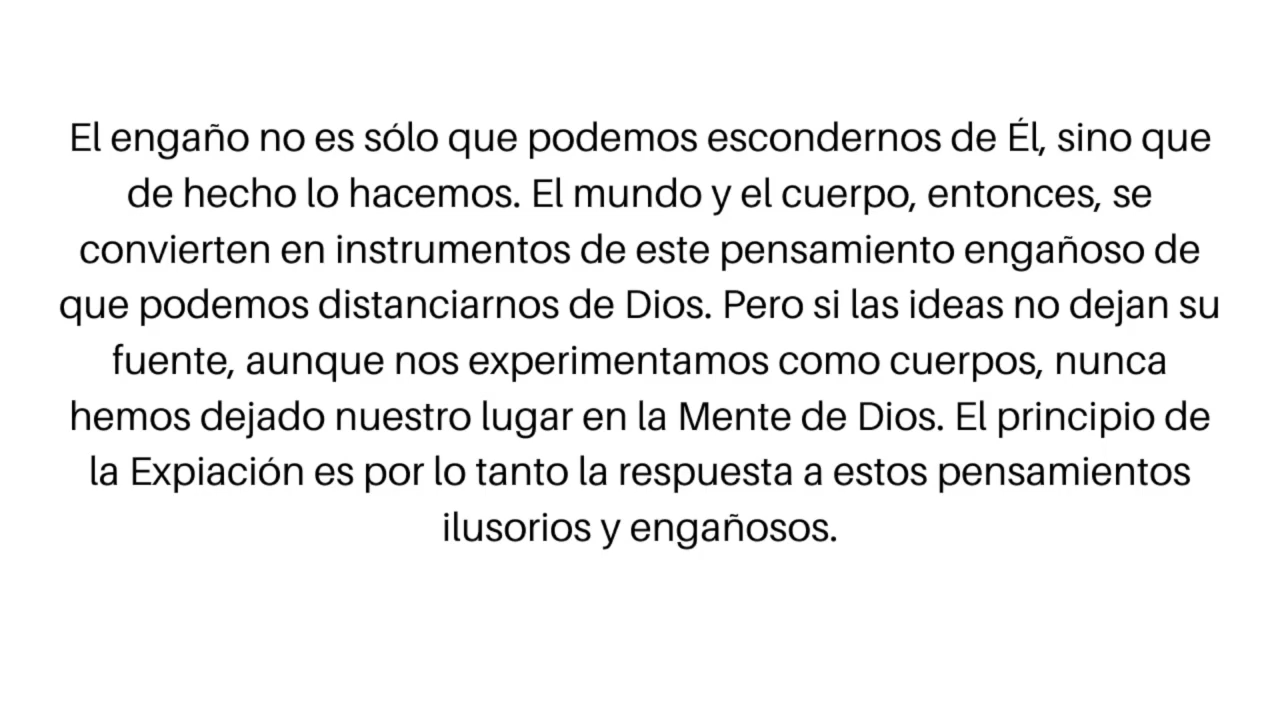 El engaño no es sólo que podemos escondernos de Él, sino que
de hecho lo hacemos. El mundo y el cuerpo, entonces, se
convierten en instrumentos de este pensamiento engañoso de
que podemos distanciarnos de Dios. Pero si las ideas no dejan su
fuente, aunque nos experimentamos como cuerpos, nunca
hemos dejado nuestro lugar en la Mente de Dios. El principio de
la Expiación es por lo tanto la respuesta a estos pensamientos
ilusorios y engañosos.